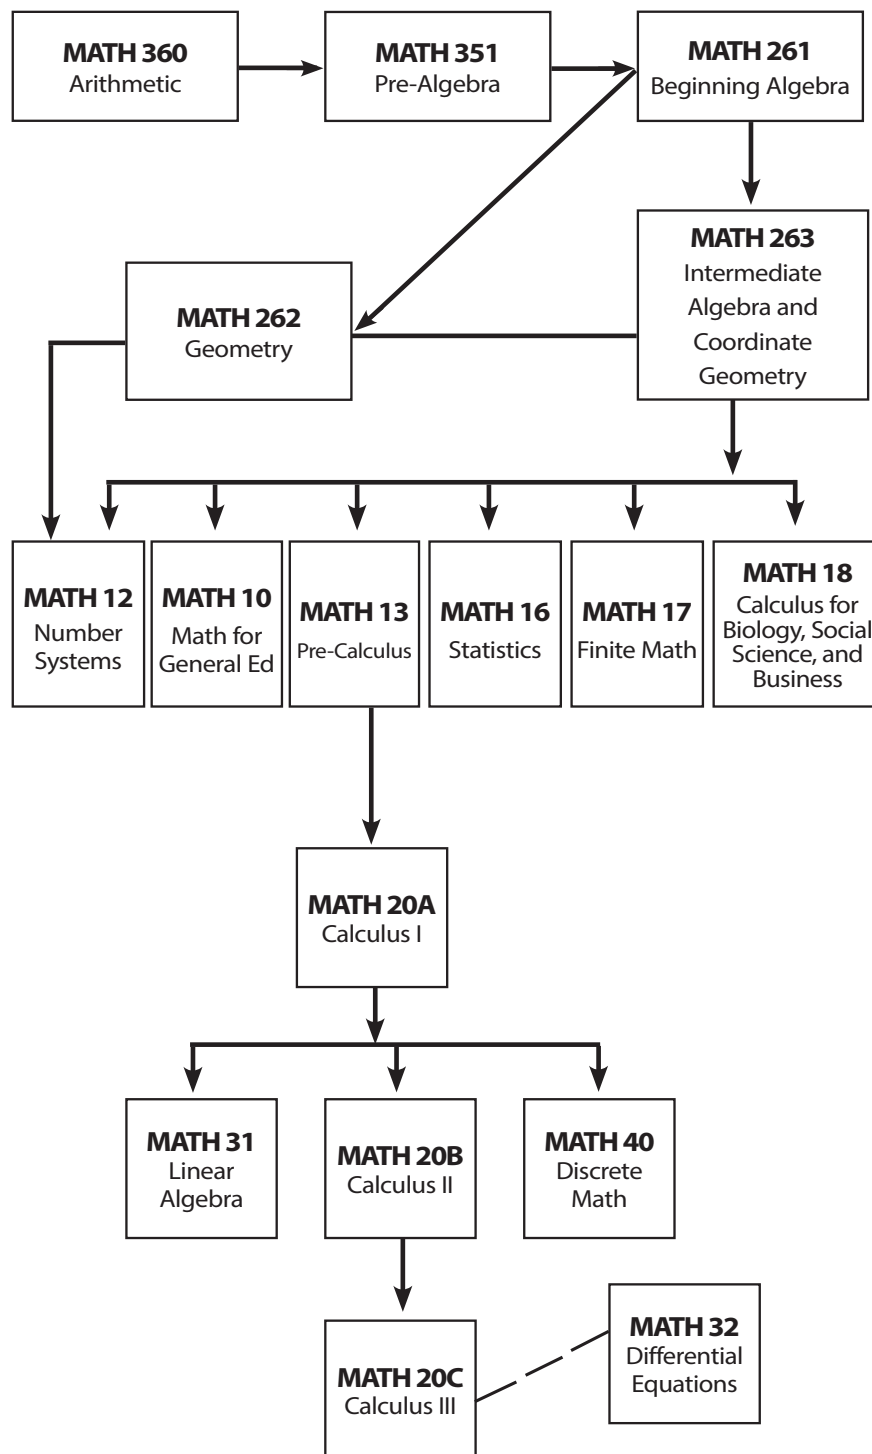 MATH 360
Arithmetic
MATH 351
Pre-Algebra
MATH 261
Beginning Algebra
MATH 263
Intermediate
Algebra and
Coordinate
Geometry
MATH 262
Geometry
MATH 12
Number
Systems
MATH 10
Math for
General Ed
MATH 13
Pre-Calculus
MATH 16
Statistics
MATH 17
Finite Math
MATH 18
Calculus for
Biology, Social
Science, and
Business
MATH 20A
Calculus I
MATH 31
Linear
Algebra
MATH 20B
Calculus II
MATH 40
Discrete
Math
MATH 20C
Calculus III
MATH 32
Differential
Equations